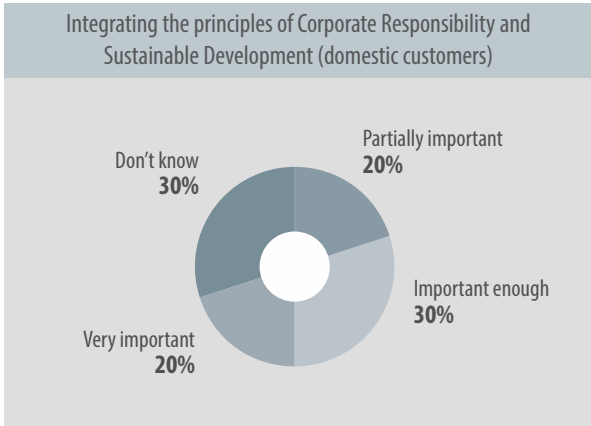 Integrating the principles of Corporate Responsibility and
Sustainable Development (domestic customers)
Partially important
20%
Don’t know
30%
Important enough
30%
Very important
20%